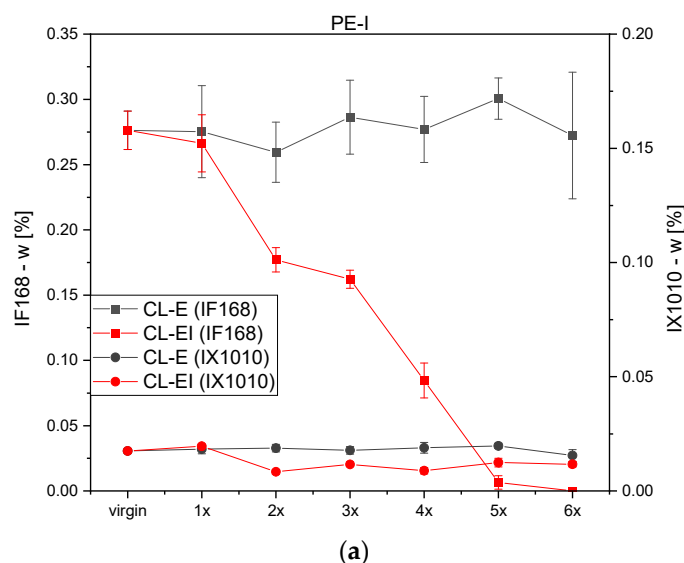 PE-I
0.35
0.30
0.25
0.20
0.15
0.10
0.05
0.00
IF168 - w [%]
0.20
0.15
0.10
0.05
0.00
IX1010 - w [%]
CL-E (IF168)
CL-EI (IF168)
CL-E (IX1010)
CL-EI (IX1010)
virgin 1x 2x 3x 4x 5x 6x
(a)